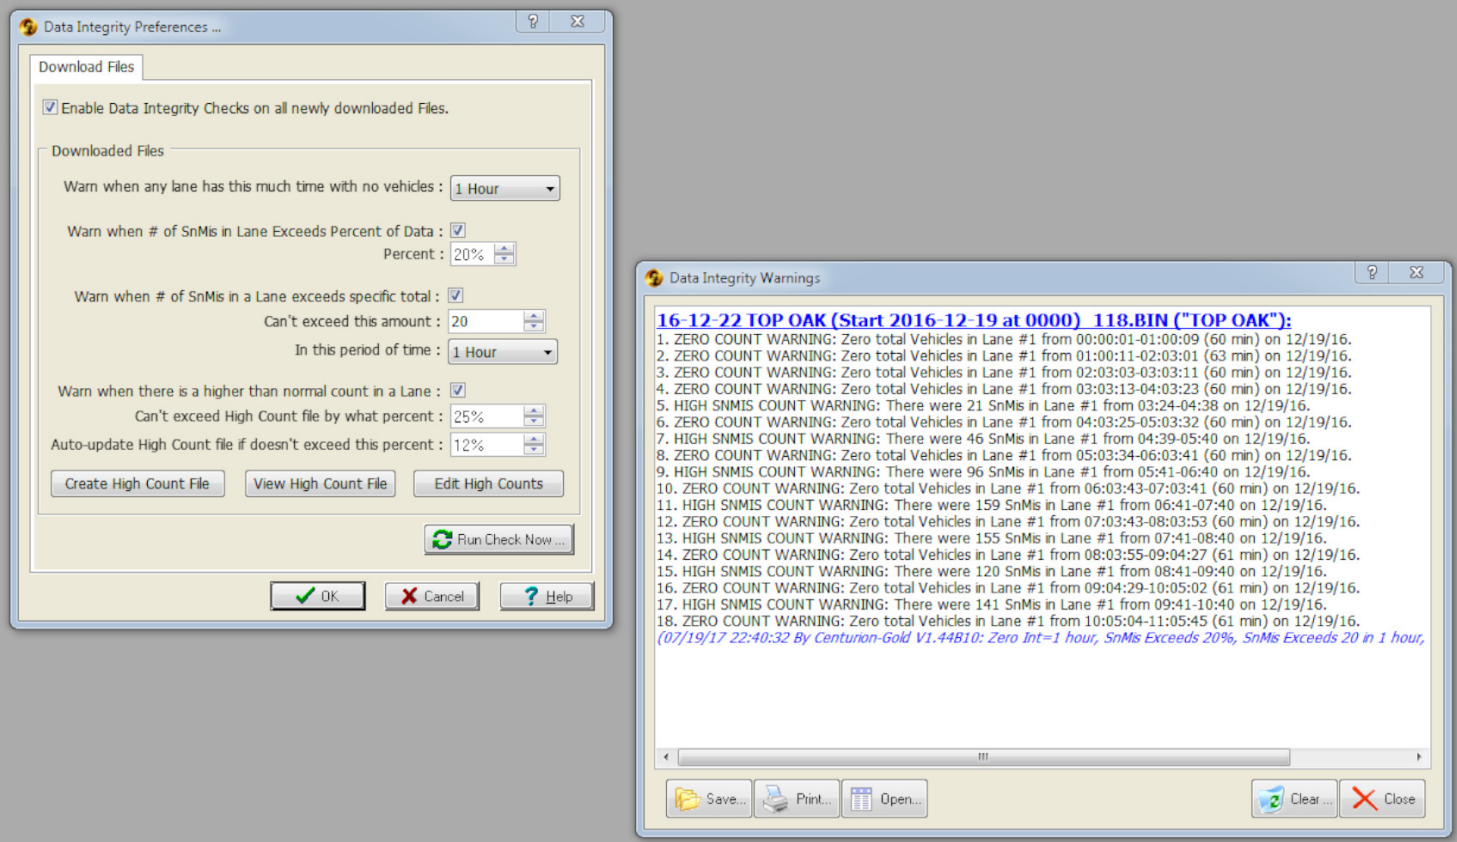 Data Integrity Preferences ...
Download Files
Enable Data Integrity Checks on all newly downloaded Files.
Downloaded Files
Warn when any lane has this much time with no vehicles : 1 Hour
Warn when # of SnMis in Lane Exceeds Percent of Data :
Percent : 20%
Warn when # of SnMis in a Lane exceeds specific total :
Can't exceed this amount : 20
In this period of time : 1 Hour
Warn when there is a higher than normal count in a Lane :
Can't exceed High Count file by what percent : 25%
Auto-update High Count file if doesn't exceed this percent : 12%
Create High Count File View High Count File Edit High Counts
Run Check Now ...
OK Cancel Help
Data Integrity Warnings
16-12-22 TOP OAK (Start 2016-12-19 at 0000) 118.BIN ("TOP OAK"):
1. ZERO COUNT WARNING: Zero total Vehicles in Lane #1 from 00:00:01-01:00:09 (60 min) on 12/19/16.
2. ZERO COUNT WARNING: Zero total Vehicles in Lane #1 from 01:00:11-02:03:01 (63 min) on 12/19/16.
3. ZERO COUNT WARNING: Zero total Vehicles in Lane #1 from 02:03:03-03:03:11 (60 min) on 12/19/16.
4. ZERO COUNT WARNING: Zero total Vehicles in Lane #1 from 03:03:13-04:03:23 (60 min) on 12/19/16.
5. HIGH SNMIS COUNT WARNING: There were 21 SnMis in Lane #1 from 03:24-04:38 on 12/19/16.
6. ZERO COUNT WARNING: Zero total Vehicles in Lane #1 from 04:03:25-05:03:32 (60 min) on 12/19/16.
7. HIGH SNMIS COUNT WARNING: There were 46 SnMis in Lane #1 from 04:39-05:40 on 12/19/16.
8. ZERO COUNT WARNING: Zero total Vehicles in Lane #1 from 05:03:34-06:03:41 (60 min) on 12/19/16.
9. HIGH SNMIS COUNT WARNING: There were 96 SnMis in Lane #1 from 05:41-06:40 on 12/19/16.
10. ZERO COUNT WARNING: Zero total Vehicles in Lane #1 from 06:03:43-07:03:41 (60 min) on 12/19/16.
11. HIGH SNMIS COUNT WARNING: There were 159 SnMis in Lane #1 from 06:41-07:40 on 12/19/16.
12. ZERO COUNT WARNING: Zero total Vehicles in Lane #1 from 07:03:43-08:03:53 (60 min) on 12/19/16.
13. HIGH SNMIS COUNT WARNING: There were 155 SnMis in Lane #1 from 07:41-08:40 on 12/19/16.
14. ZERO COUNT WARNING: Zero total Vehicles in Lane #1 from 08:03:55-09:04:27 (61 min) on 12/19/16.
15. HIGH SNMIS COUNT WARNING: There were 120 SnMis in Lane #1 from 08:41-09:40 on 12/19/16.
16. ZERO COUNT WARNING: Zero total Vehicles in Lane #1 from 09:04:29-10:05:02 (61 min) on 12/19/16.
17. HIGH SNMIS COUNT WARNING: There were 141 SnMis in Lane #1 from 09:41-10:40 on 12/19/16.
18. ZERO COUNT WARNING: Zero total Vehicles in Lane #1 from 10:05:04-11:05:45 (61 min) on 12/19/16.
(07/19/17 22:40:32 By Centurion-Gold V1.44B10: Zero Int=1 hour, SnMis Exceeds 20%, SnMis Exceeds 20 in 1 hour,
Save... Print... Open... Clear ... Close